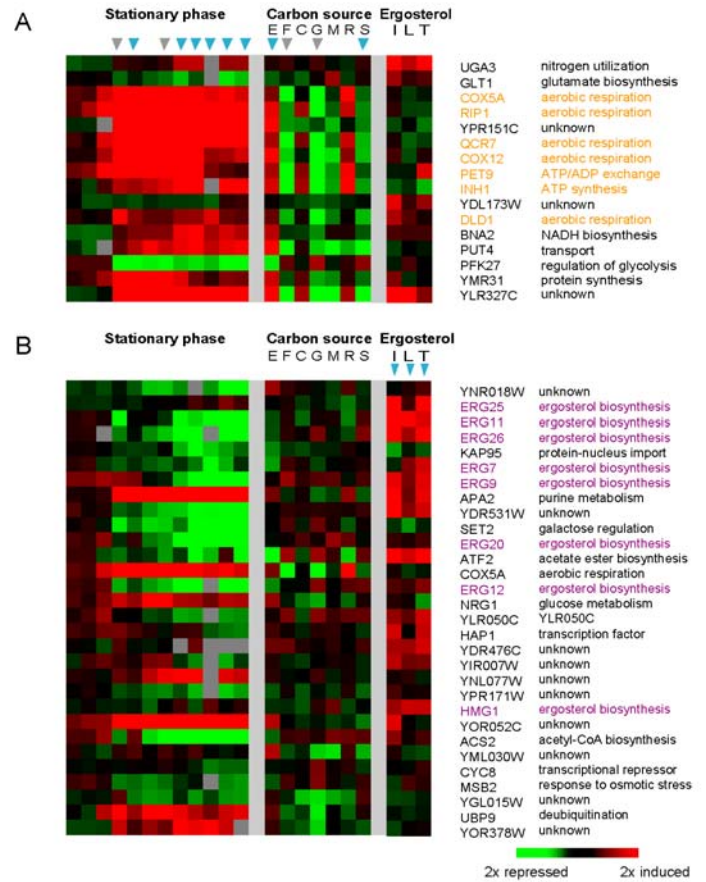 A
Stationary phase Carbon source Ergosterol
E F C G M R S I L T
UGA3 nitrogen utilization
GLT1 glutamate biosynthesis
COX5A aerobic respiration
RIP1 aerobic respiration
YPR151C unknown
QCR7 aerobic respiration
COX12 aerobic respiration
PET9 ATP/ADP exchange
INH1 ATP synthesis
YDL173W unknown
DLD1 aerobic respiration
BNA2 NADH biosynthesis
PUT4 transport
PFK27 regulation of glycolysis
YMR31 protein synthesis
YLR327C unknown
B
Stationary phase Carbon source Ergosterol
E F C G M R S I L T
YNR018W unknown
ERG25 ergosterol biosynthesis
ERG11 ergosterol biosynthesis
ERG26 ergosterol biosynthesis
KAP95 protein-nucleus import
ERG7 ergosterol biosynthesis
ERG9 ergosterol biosynthesis
APA2 purine metabolism
YDR531W unknown
SET2 galactose regulation
ERG20 ergosterol biosynthesis
ATF2 acetate ester biosynthesis
COX5A aerobic respiration
ERG12 ergosterol biosynthesis
NRG1 glucose metabolism
YLR050C YLR050C
HAP1 transcription factor
YDR476C unknown
YIR007W unknown
YNL077W unknown
YPR171W unknown
HMG1 ergosterol biosynthesis
YOR052C unknown
ACS2 acetyl-CoA biosynthesis
YML030W unknown
CYC8 transcriptional repressor
MSB2 response to osmotic stress
YGL015W unknown
UBP9 deubiquitination
YOR378W unknown
2x repressed 2x induced